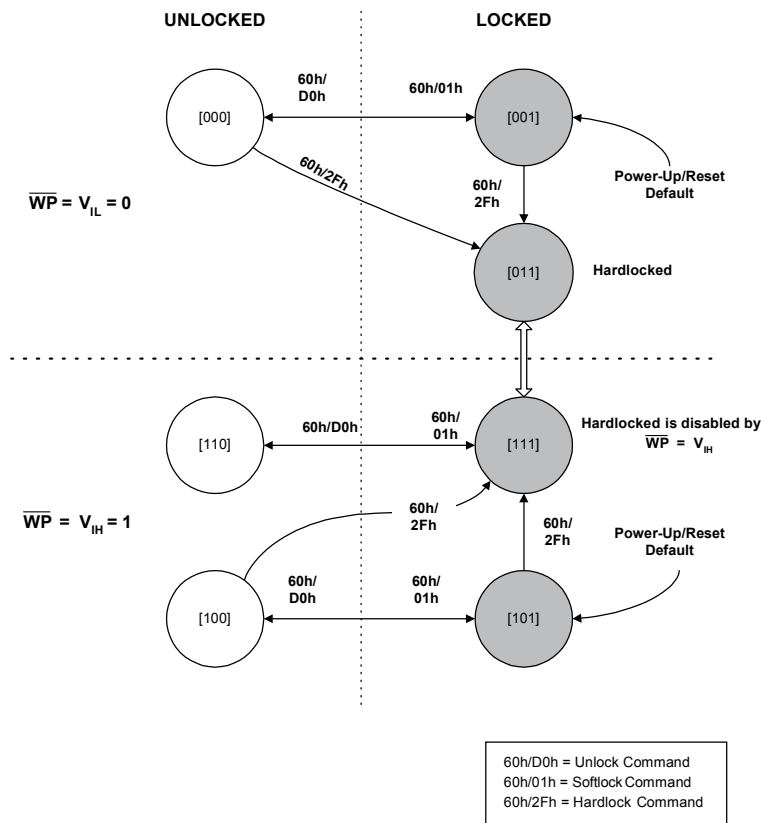 UNLOCKED
LOCKED
60h/
D0h
60h/01h
[000]
[001]
60h/2Fh
60h/
2Fh
Power-Up/Reset
Default
WP = VIL = 0
[011]
Hardlocked
60h/D0h
60h/
01h
[110]
[111]
Hardlocked is disabled by
WP = VIH
WP = VIH = 1
60h/
2Fh
60h/
2Fh
Power-Up/Reset
Default
60h/
D0h
60h/
01h
[100]
[101]
60h/D0h = Unlock Command
60h/01h = Softlock Command
60h/2Fh = Hardlock Command